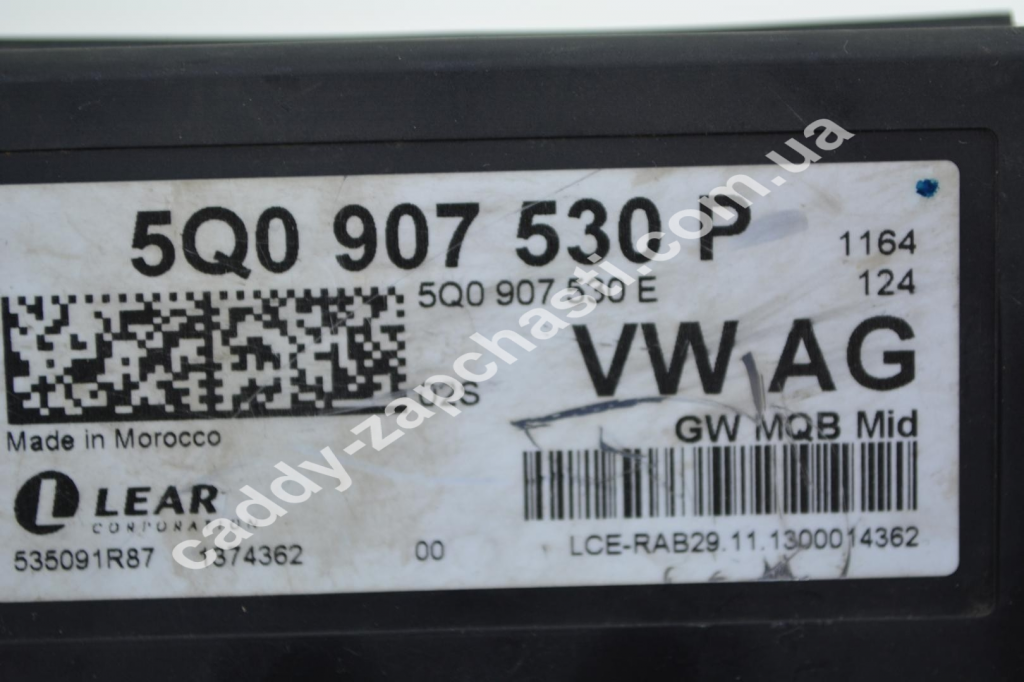 5Q0 907 530 P
1164
5Q0 907 530 E
124
VW AG
GW MQB Mid
Made in Morocco
LEAR
CORPORATION
535091R87 1374362 00
LCE-RAB29.11.1300014362
caddy-zapchasti.com.ua